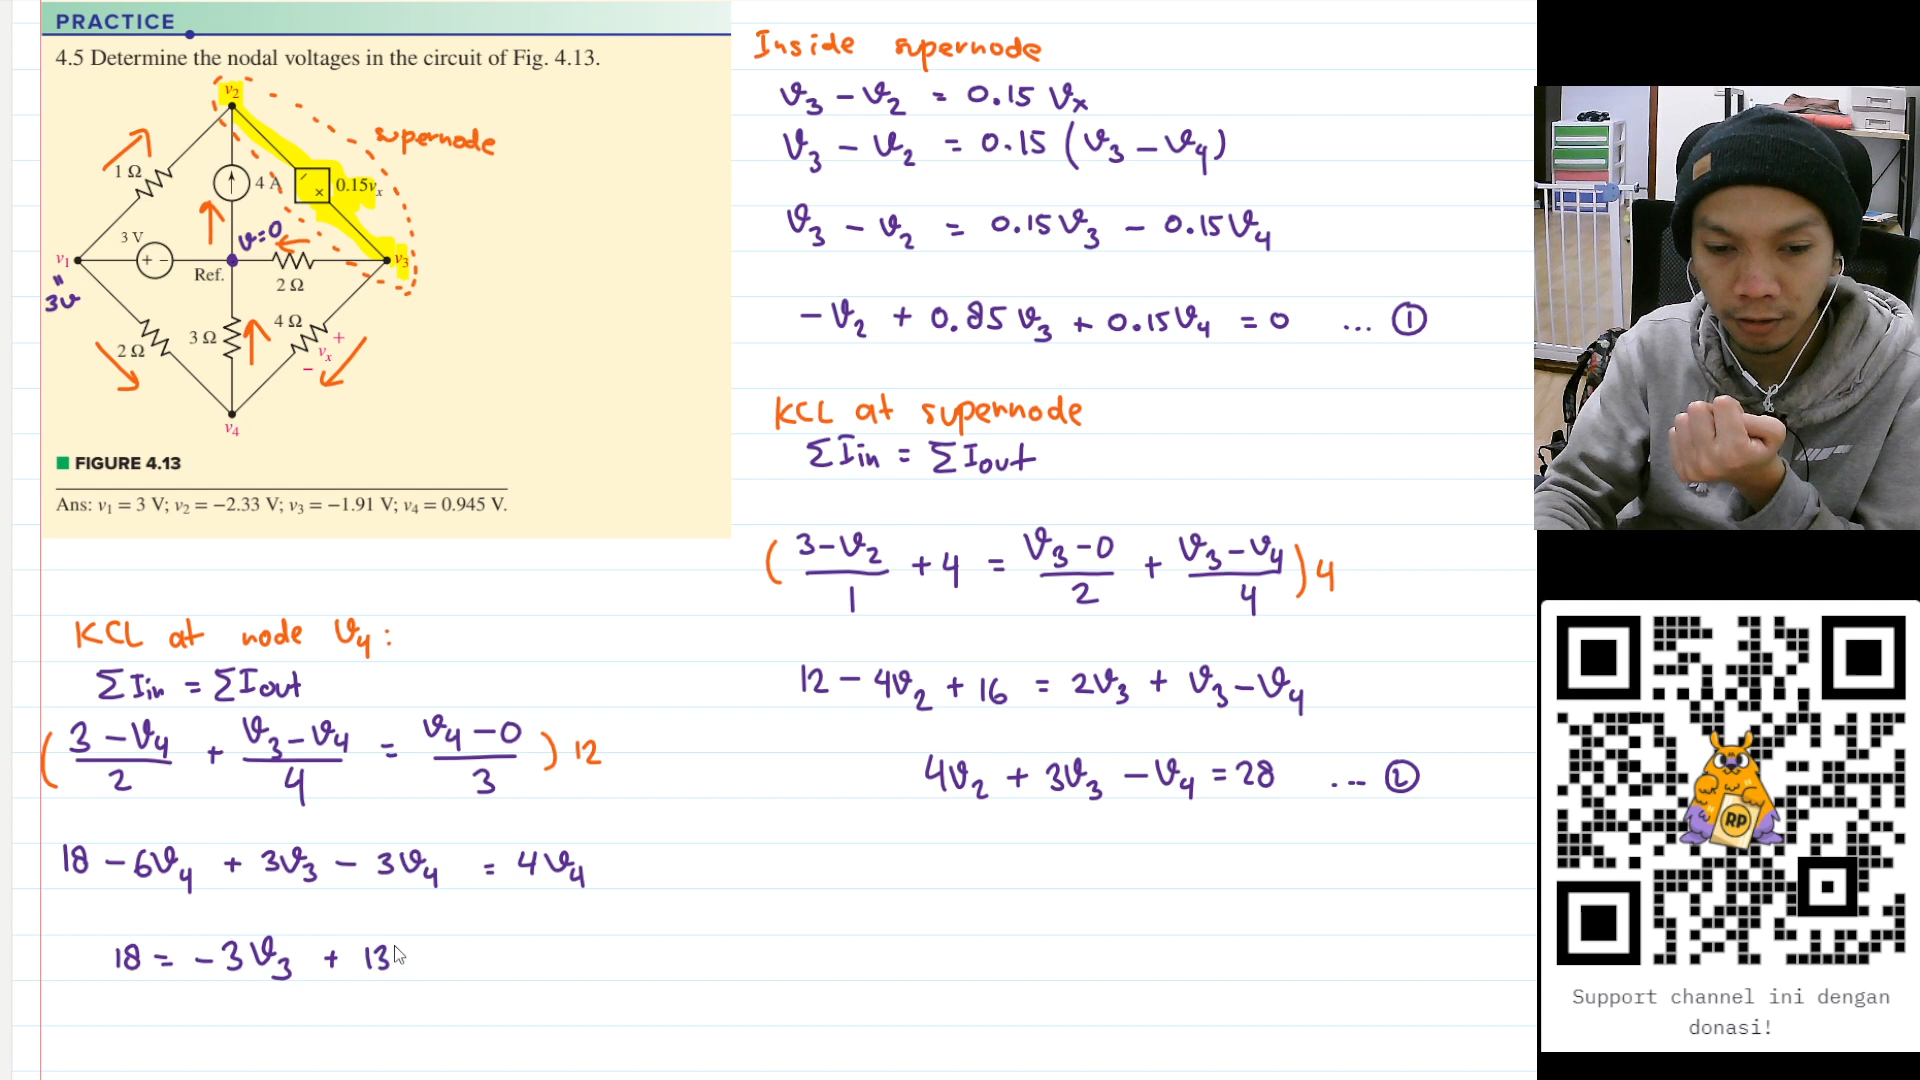 PRACTICE
4.5 Determine the nodal voltages in the circuit of Fig. 4.13.
v2
supernode
1 Ω
4 A
0.15vx
3 V
v=0
v1
Ref.
v3
2 Ω
3v
4 Ω
3 Ω
+
vx
−
2 Ω
v4
FIGURE 4.13
Ans: v1 = 3 V; v2 = −2.33 V; v3 = −1.91 V; v4 = 0.945 V.
KCL at node V4:
ΣIin = ΣIout
( (3 − V4)/2 + (V3 − V4)/4 = (V4 − 0)/3 ) 12
18 − 6V4 + 3V3 − 3V4 = 4V4
18 = −3V3 + 13
Inside supernode
V3 − V2 = 0.15 Vx
V3 − V2 = 0.15 (V3 − V4)
V3 − V2 = 0.15V3 − 0.15V4
−V2 + 0.85V3 + 0.15V4 = 0 ... ①
KCL at supernode
ΣIin = ΣIout
( (3 − V2)/1 + 4 = (V3 − 0)/2 + (V3 − V4)/4 ) 4
12 − 4V2 + 16 = 2V3 + V3 − V4
4V2 + 3V3 − V4 = 28 ... ②
RP
Support channel ini dengan
donasi!